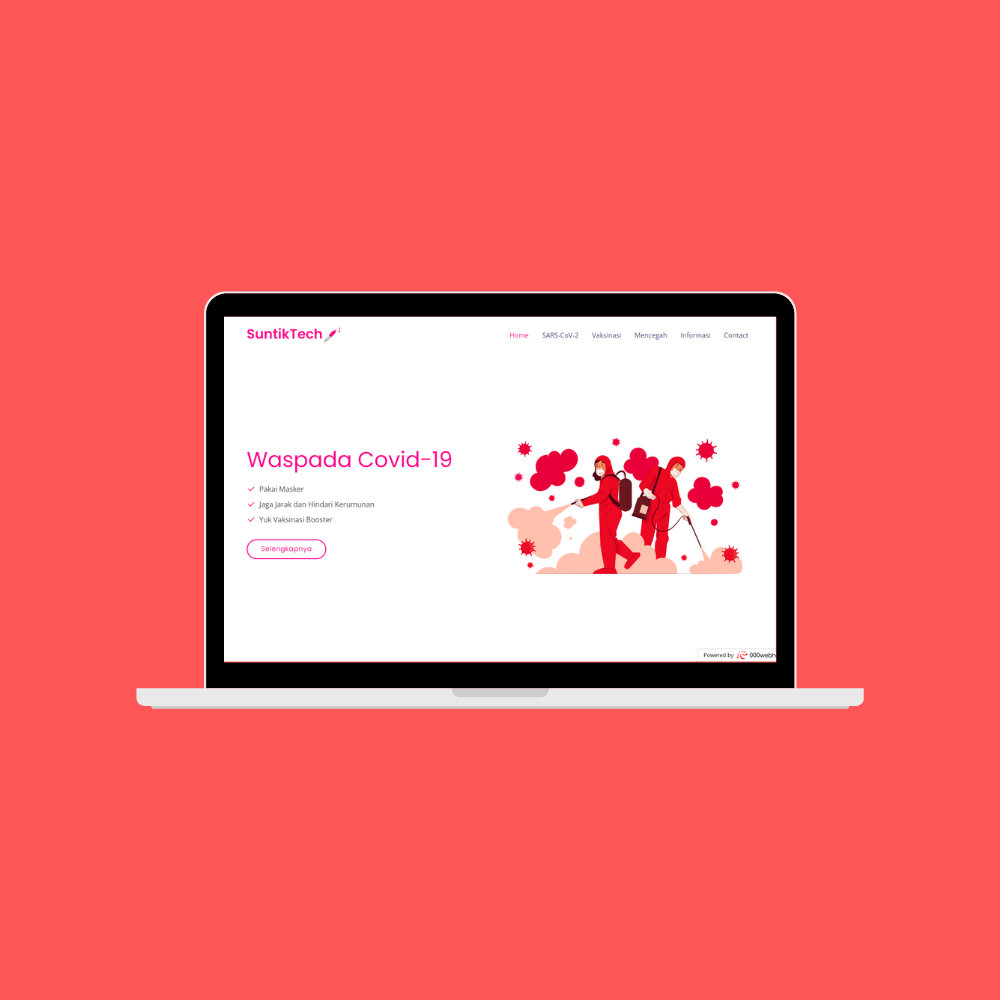 SuntikTech
Home SARS-CoV-2 Vaksinasi Mencegah Informasi Contact
Waspada Covid-19
Pakai Masker
Jaga Jarak dan Hindari Kerumunan
Yuk Vaksinasi Booster
Selengkapnya
Powered by 000webh